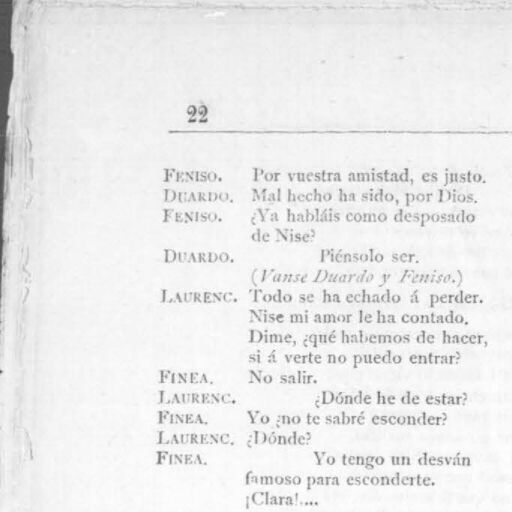 22
FENISO. Por vuestra amistad, es justo.
DUARDO. Mal hecho ha sido, por Dios.
FENISO. ¿Ya habláis como desposado
de Nise?
DUARDO. Piénsolo ser.
(Vanse Duardo y Feniso.)
LAURENC. Todo se ha echado á perder.
Nise mi amor le ha contado.
Dime, ¿qué habemos de hacer,
si á verte no puedo entrar?
FINEA. No salir.
LAURENC. ¿Dónde he de estar?
FINEA. Yo ¿no te sabré esconder?
LAURENC. ¿Dónde?
FINEA. Yo tengo un desván
famoso para esconderte.
¡Clara!....